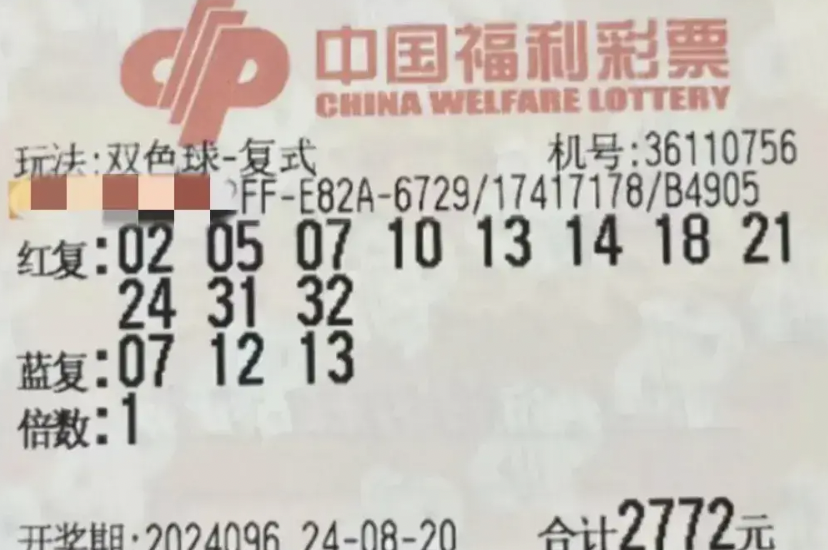 中国福利彩票
CHINA WELFARE LOTTERY
玩法:双色球-复式 机号:36110756
FF-E82A-6729/17417178/B4905
红复:02 05 07 10 13 14 18 21
24 31 32
蓝复:07 12 13
倍数:1
开奖期:2024096 24-08-20 合计2772元